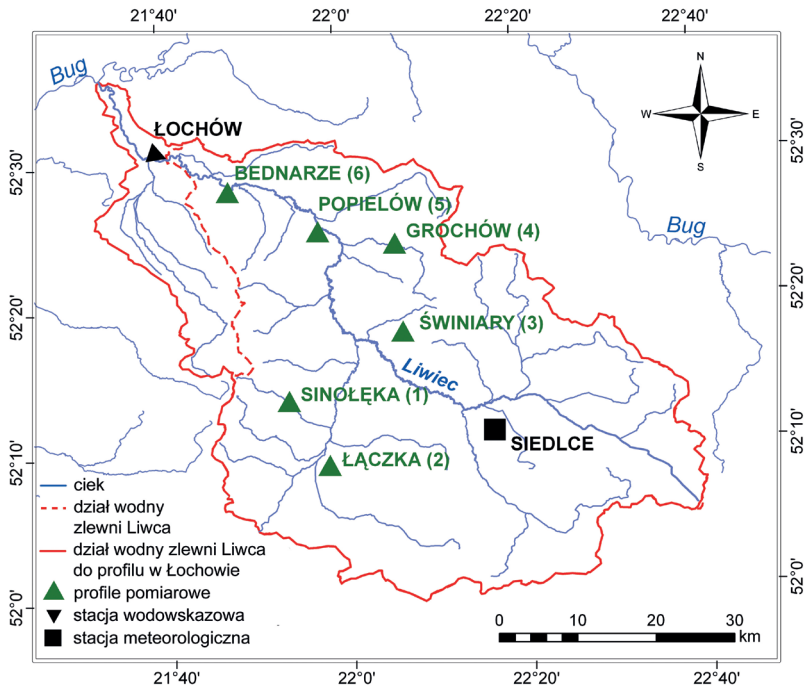 21°40' 22°0' 22°20' 22°40'
Bug
N
W E
S
ŁOCHÓW
52°30' 52°30'
BEDNARZE (6)
POPIELÓW (5)
GROCHÓW (4)
Bug
52°20' 52°20'
ŚWINIARY (3)
Liwiec
SINOŁĘKA (1)
SIEDLCE
52°10' 52°10'
ŁĄCZKA (2)
ciek
dział wodny
zlewni Liwca
dział wodny zlewni Liwca
do profilu w Łochowie
profile pomiarowe
stacja wodowskazowa
stacja meteorologiczna
52°0' 52°0'
0 10 20 30
km
21°40' 22°0' 22°20' 22°40'